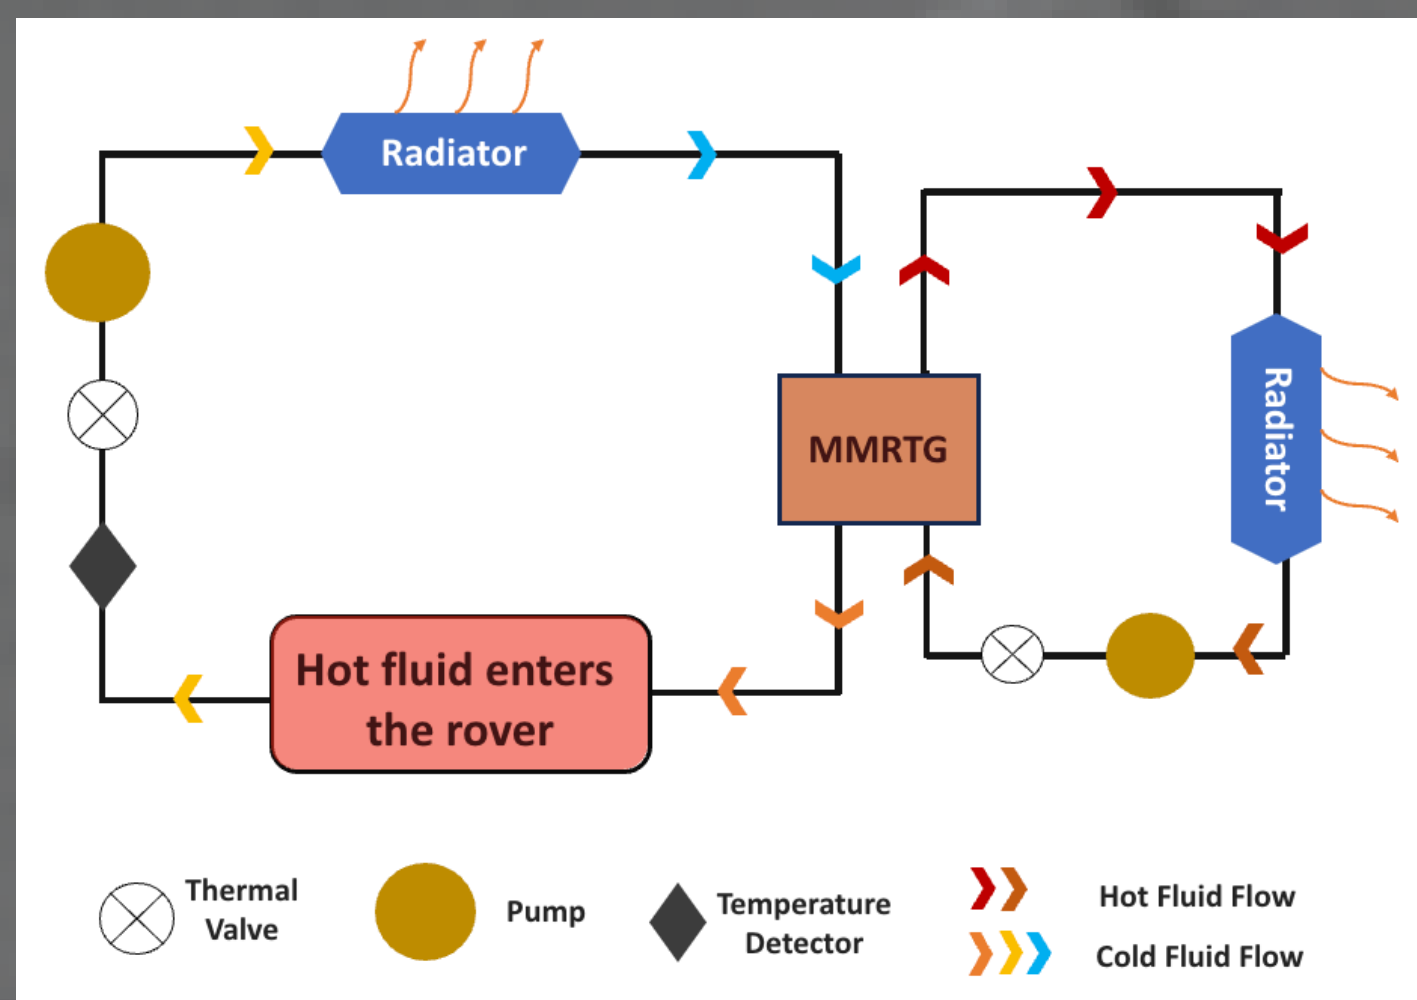 Radiator
MMRTG
Radiator
Hot fluid enters
the rover
Thermal
Valve
Pump
Temperature
Detector
Hot Fluid Flow
Cold Fluid Flow